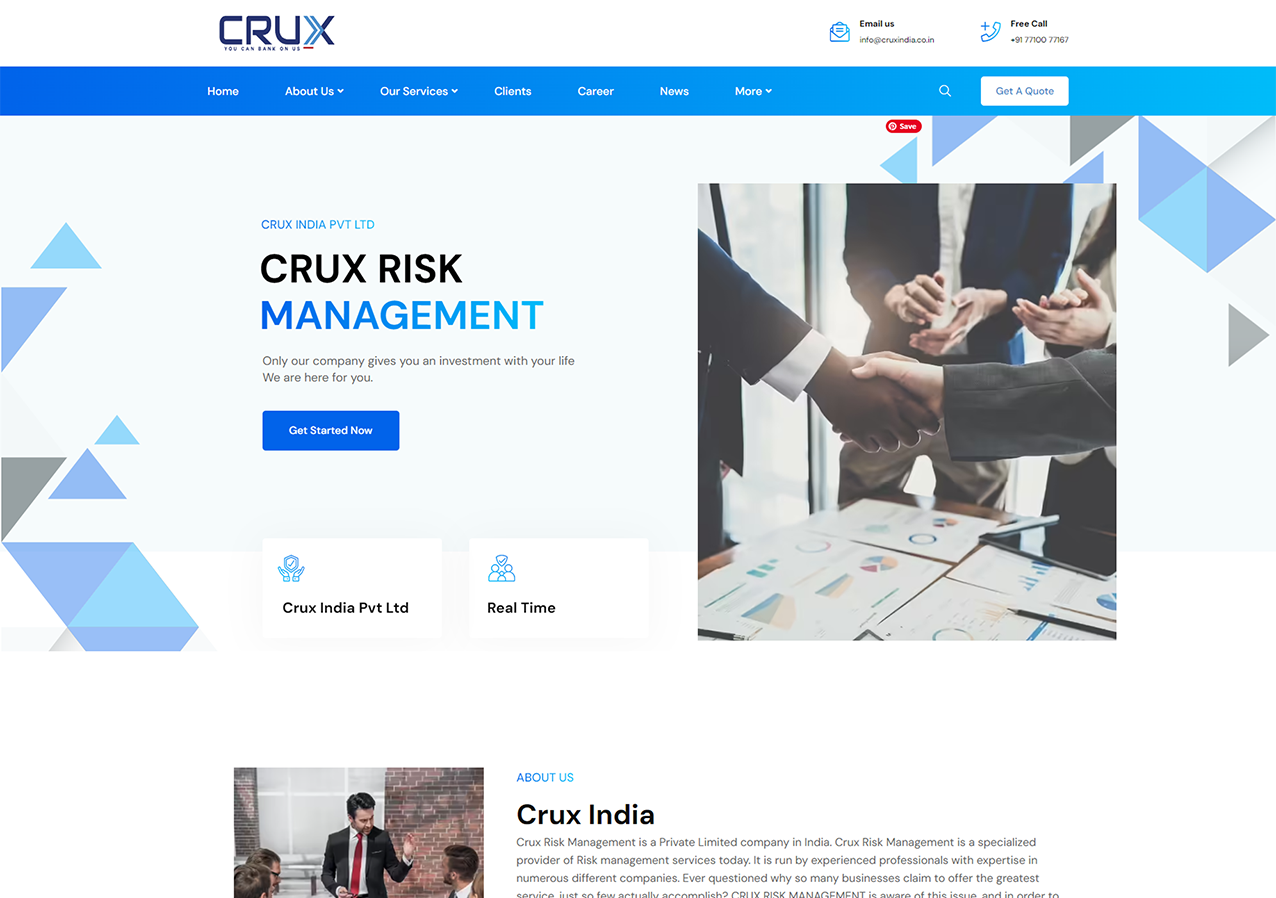 CRUX
YOU CAN BANK ON US
Email us
info@cruxindia.co.in
Free Call
+91 77100 77167
Home
About Us
Our Services
Clients
Career
News
More
Get A Quote
Save
CRUX INDIA PVT LTD
CRUX RISK
MANAGEMENT
Only our company gives you an investment with your life
We are here for you.
Get Started Now
Crux India Pvt Ltd
Real Time
ABOUT US
Crux India
Crux Risk Management is a Private Limited company in India. Crux Risk Management is a specialized
provider of Risk management services today. It is run by experienced professionals with expertise in
numerous different companies. Ever questioned why so many businesses claim to offer the greatest
service, just so few actually accomplish? CRUX RISK MANAGEMENT is aware of this issue, and in order to